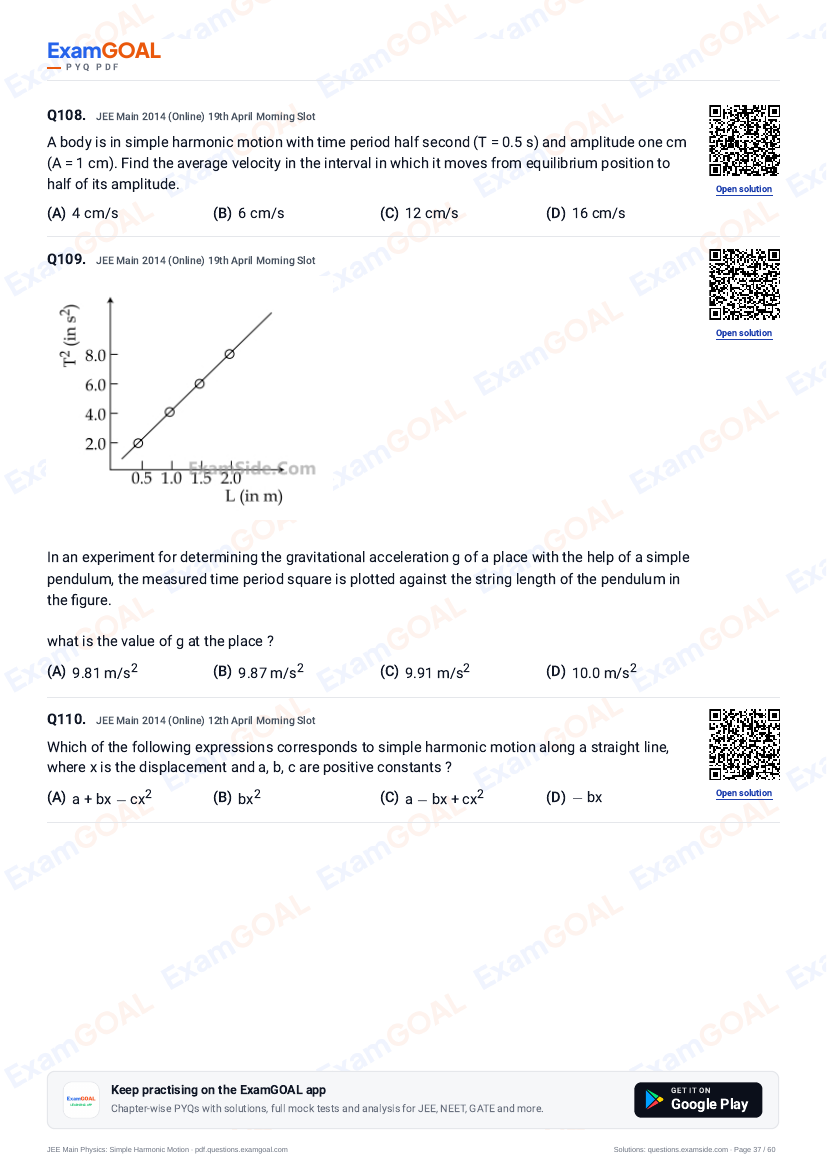 ExamGOAL
PYQ PDF
Q108. JEE Main 2014 (Online) 19th April Morning Slot
A body is in simple harmonic motion with time period half second (T = 0.5 s) and amplitude one cm
(A = 1 cm). Find the average velocity in the interval in which it moves from equilibrium position to
half of its amplitude.
Open solution
(A) 4 cm/s (B) 6 cm/s (C) 12 cm/s (D) 16 cm/s
Q109. JEE Main 2014 (Online) 19th April Morning Slot
Open solution
T² (in s²)
8.0
6.0
4.0
2.0
ExamSide.Com
0.5 1.0 1.5 2.0
L (in m)
In an experiment for determining the gravitational acceleration g of a place with the help of a simple
pendulum, the measured time period square is plotted against the string length of the pendulum in
the figure.
what is the value of g at the place ?
(A) 9.81 m/s² (B) 9.87 m/s² (C) 9.91 m/s² (D) 10.0 m/s²
Q110. JEE Main 2014 (Online) 12th April Morning Slot
Which of the following expressions corresponds to simple harmonic motion along a straight line,
where x is the displacement and a, b, c are positive constants ?
(A) a + bx − cx² (B) bx² (C) a − bx + cx² (D) − bx
Open solution
Keep practising on the ExamGOAL app
Chapter-wise PYQs with solutions, full mock tests and analysis for JEE, NEET, GATE and more.
GET IT ON
Google Play
JEE Main Physics: Simple Harmonic Motion · pdf.questions.examgoal.com
Solutions: questions.examside.com · Page 37 / 60